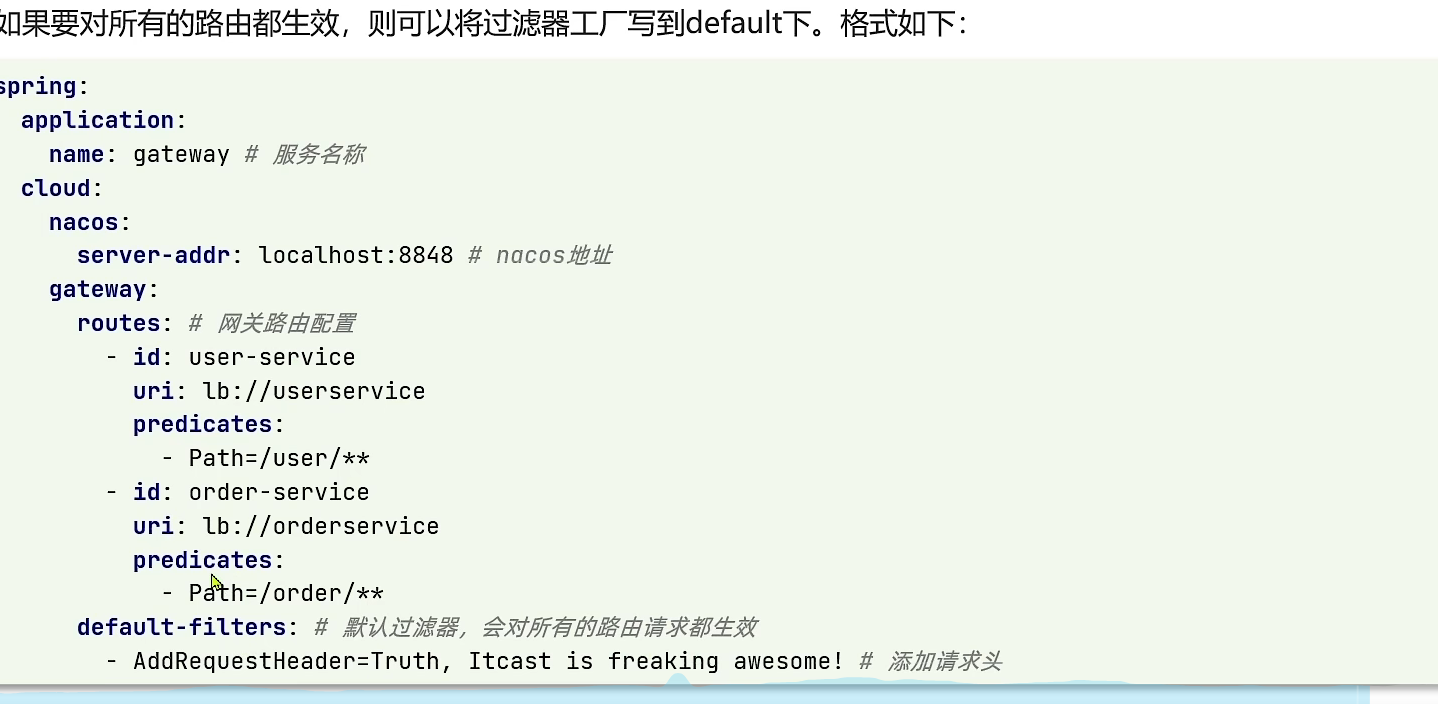 如果要对所有的路由都生效，则可以将过滤器工厂写到default下。格式如下：
spring:
  application:
    name: gateway # 服务名称
  cloud:
    nacos:
      server-addr: localhost:8848 # nacos地址
    gateway:
      routes: # 网关路由配置
        - id: user-service
          uri: lb://userservice
          predicates:
            - Path=/user/**
        - id: order-service
          uri: lb://orderservice
          predicates:
            - Path=/order/**
      default-filters: # 默认过滤器，会对所有的路由请求都生效
        - AddRequestHeader=Truth, Itcast is freaking awesome! # 添加请求头